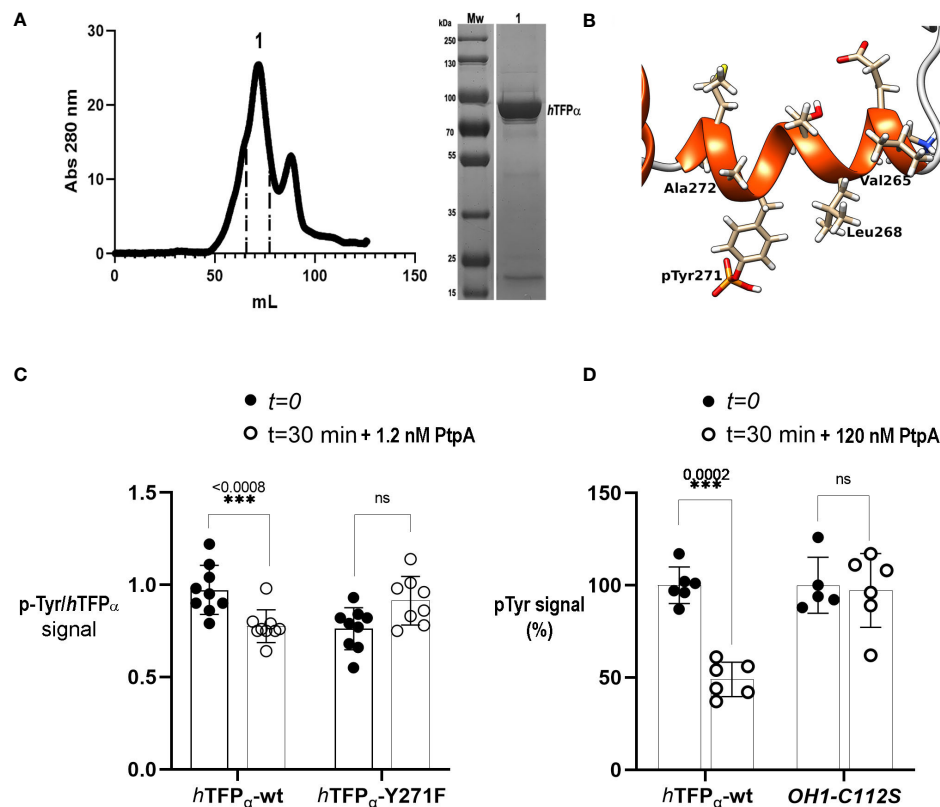 A
30
20
10
0
Abs 280 nm
1
0 50 100 150
mL
Mw 1
kDa
250
130
100
70
55
35
25
15
hTFPα
B
Ala272
Val265
Leu268
pTyr271
C
t=0
t=30 min + 1.2 nM PtpA
<0.0008
***
ns
1.5
1.0
0.5
0.0
p-Tyr/hTFPα
signal
hTFPα-wt hTFPα-Y271F
D
t=0
t=30 min + 120 nM PtpA
0.0002
***
ns
150
100
50
0
pTyr signal
(%)
hTFPα-wt OH1-C112S